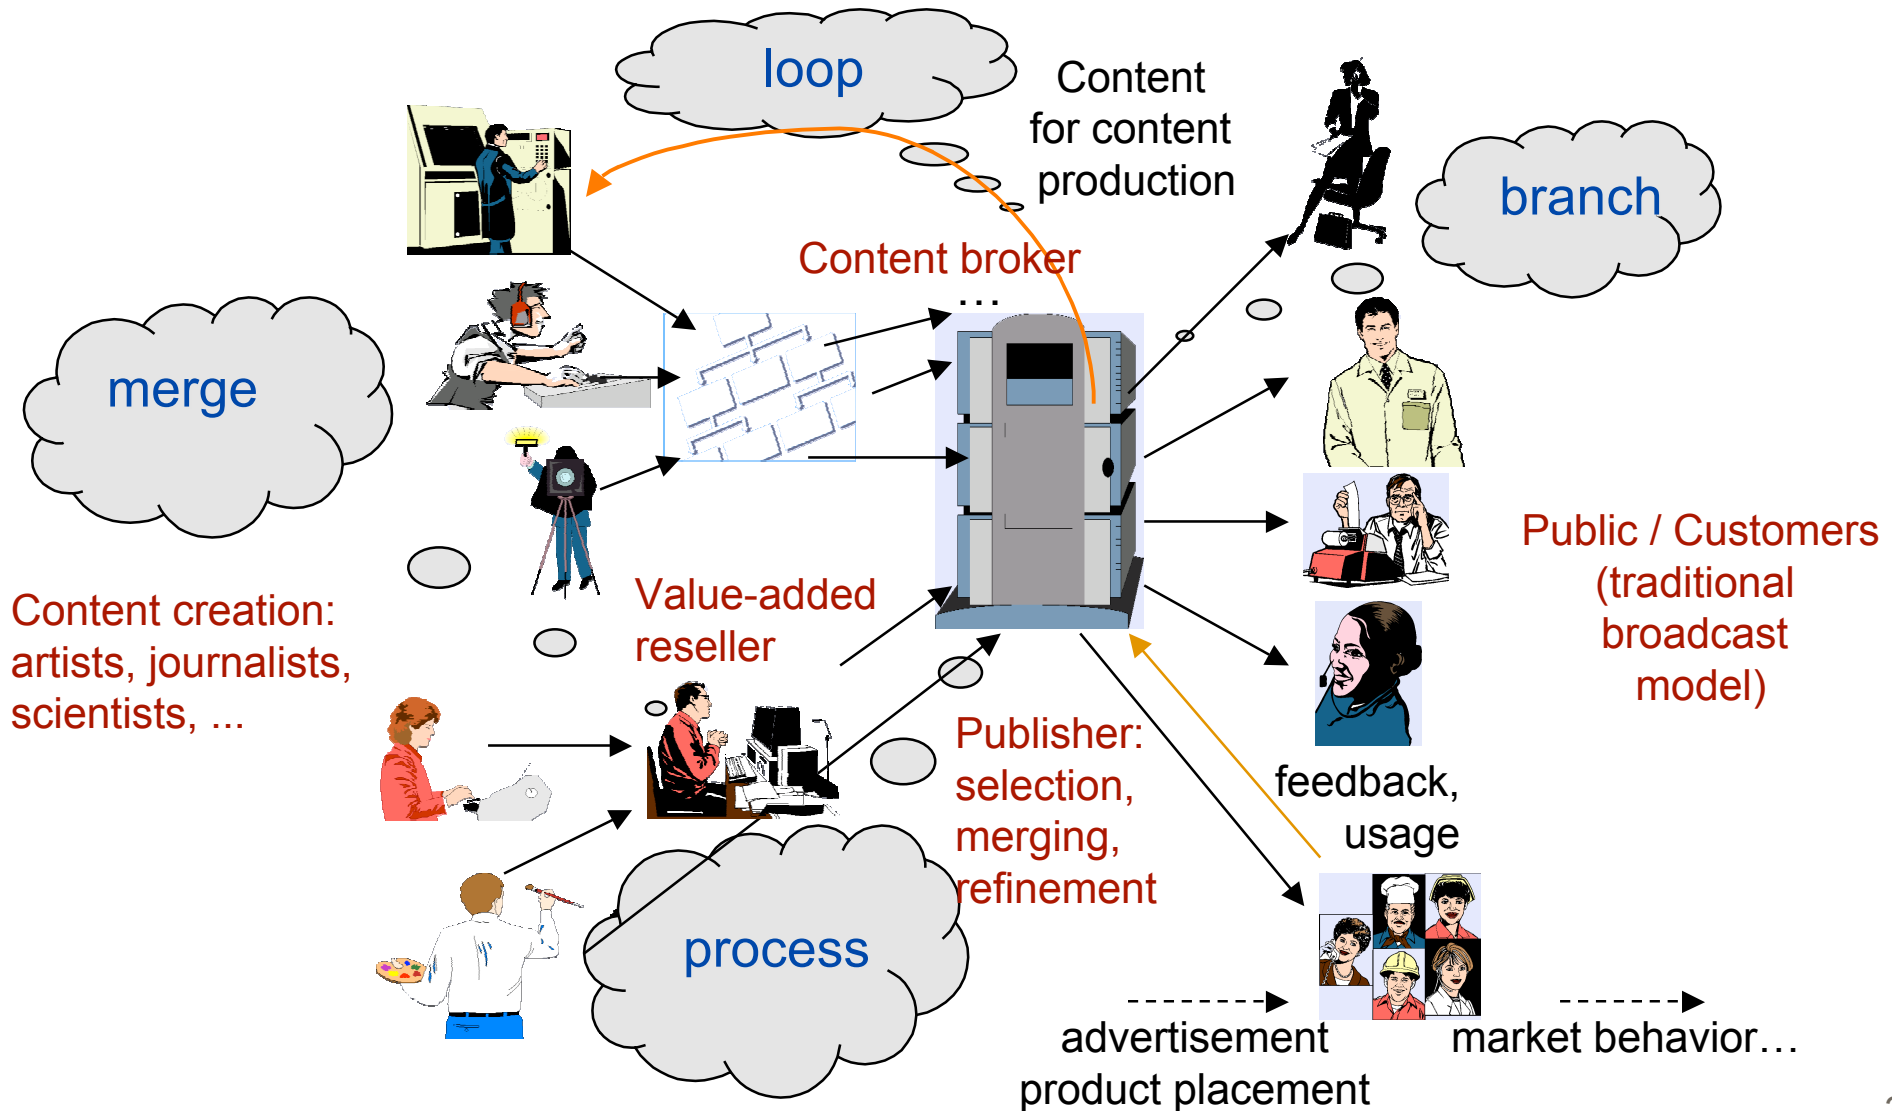 loop
Content
for content
production
branch
Content broker
...
merge
Public / Customers
(traditional
broadcast
model)
Content creation:
artists, journalists,
scientists, ...
Value-added
reseller
Publisher:
selection,
merging,
refinement
feedback,
usage
process
advertisement
product placement
market behavior...